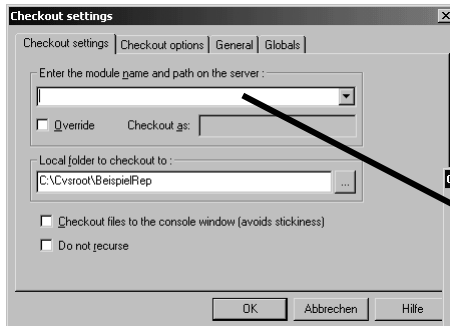 Checkout settings
Checkout settings Checkout options General Globals
Enter the module name and path on the server :
Override Checkout as:
Local folder to checkout to :
C:\Cvsroot\BeispielRep ...
Checkout files to the console window (avoids stickiness)
Do not recurse
OK Abbrechen Hilfe